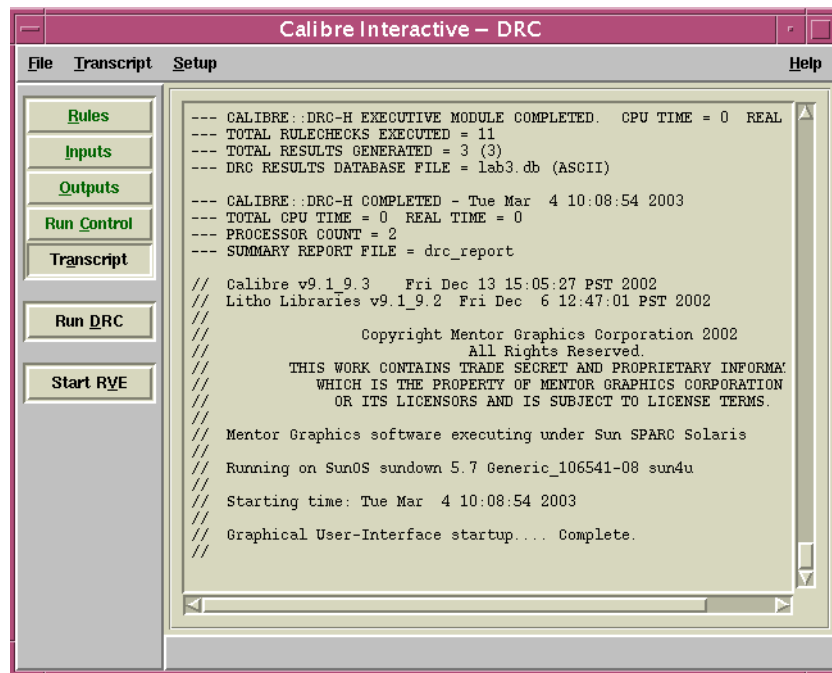 Calibre Interactive – DRC
File Transcript Setup Help
Rules
Inputs
Outputs
Run Control
Transcript
Run DRC
Start RVE
--- CALIBRE::DRC-H EXECUTIVE MODULE COMPLETED. CPU TIME = 0 REAL
--- TOTAL RULECHECKS EXECUTED = 11
--- TOTAL RESULTS GENERATED = 3 (3)
--- DRC RESULTS DATABASE FILE = lab3.db (ASCII)
--- CALIBRE::DRC-H COMPLETED - Tue Mar 4 10:08:54 2003
--- TOTAL CPU TIME = 0 REAL TIME = 0
--- PROCESSOR COUNT = 2
--- SUMMARY REPORT FILE = drc_report
// Calibre v9.1_9.3 Fri Dec 13 15:05:27 PST 2002
// Litho Libraries v9.1_9.2 Fri Dec 6 12:47:01 PST 2002
//
// Copyright Mentor Graphics Corporation 2002
// All Rights Reserved.
// THIS WORK CONTAINS TRADE SECRET AND PROPRIETARY INFORMA
// WHICH IS THE PROPERTY OF MENTOR GRAPHICS CORPORATION
// OR ITS LICENSORS AND IS SUBJECT TO LICENSE TERMS.
//
// Mentor Graphics software executing under Sun SPARC Solaris
//
// Running on SunOS sundown 5.7 Generic_106541-08 sun4u
//
// Starting time: Tue Mar 4 10:08:54 2003
//
// Graphical User-Interface startup.... Complete.
//